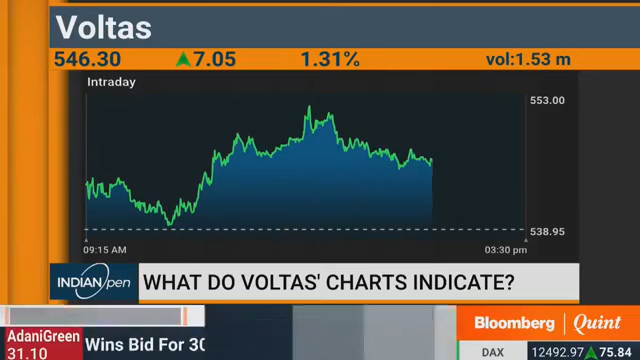 Voltas
546.30 7.05 1.31% vol:1.53 m
Intraday
553.00
538.95
09:15 AM 03:30 pm
INDIAN Open WHAT DO VOLTAS' CHARTS INDICATE?
Bloomberg | Quint
AdaniGreen Wins Bid For 30
31.10
DAX 12492.97 75.84